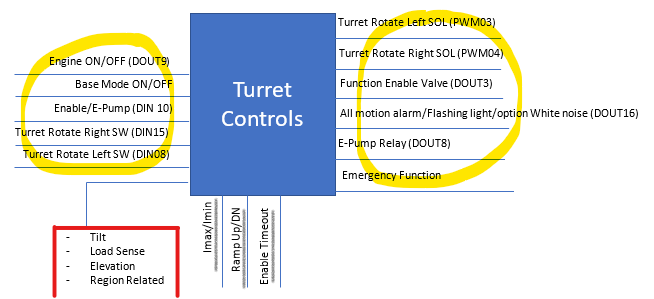 Engine ON/OFF (DOUT9)
Base Mode ON/OFF
Enable/E-Pump (DIN 10)
Turret Rotate Right SW (DIN15)
Turret Rotate Left SW (DIN08)
Turret
Controls
Turret Rotate Left SOL (PWM03)
Turret Rotate Right SOL (PWM04)
Function Enable Valve (DOUT3)
All motion alarm/Flashing light/option White noise (DOUT16)
E-Pump Relay (DOUT8)
Emergency Function
- Tilt
- Load Sense
- Elevation
- Region Related
Imax/Imin
Ramp Up/DN
Enable Timeout